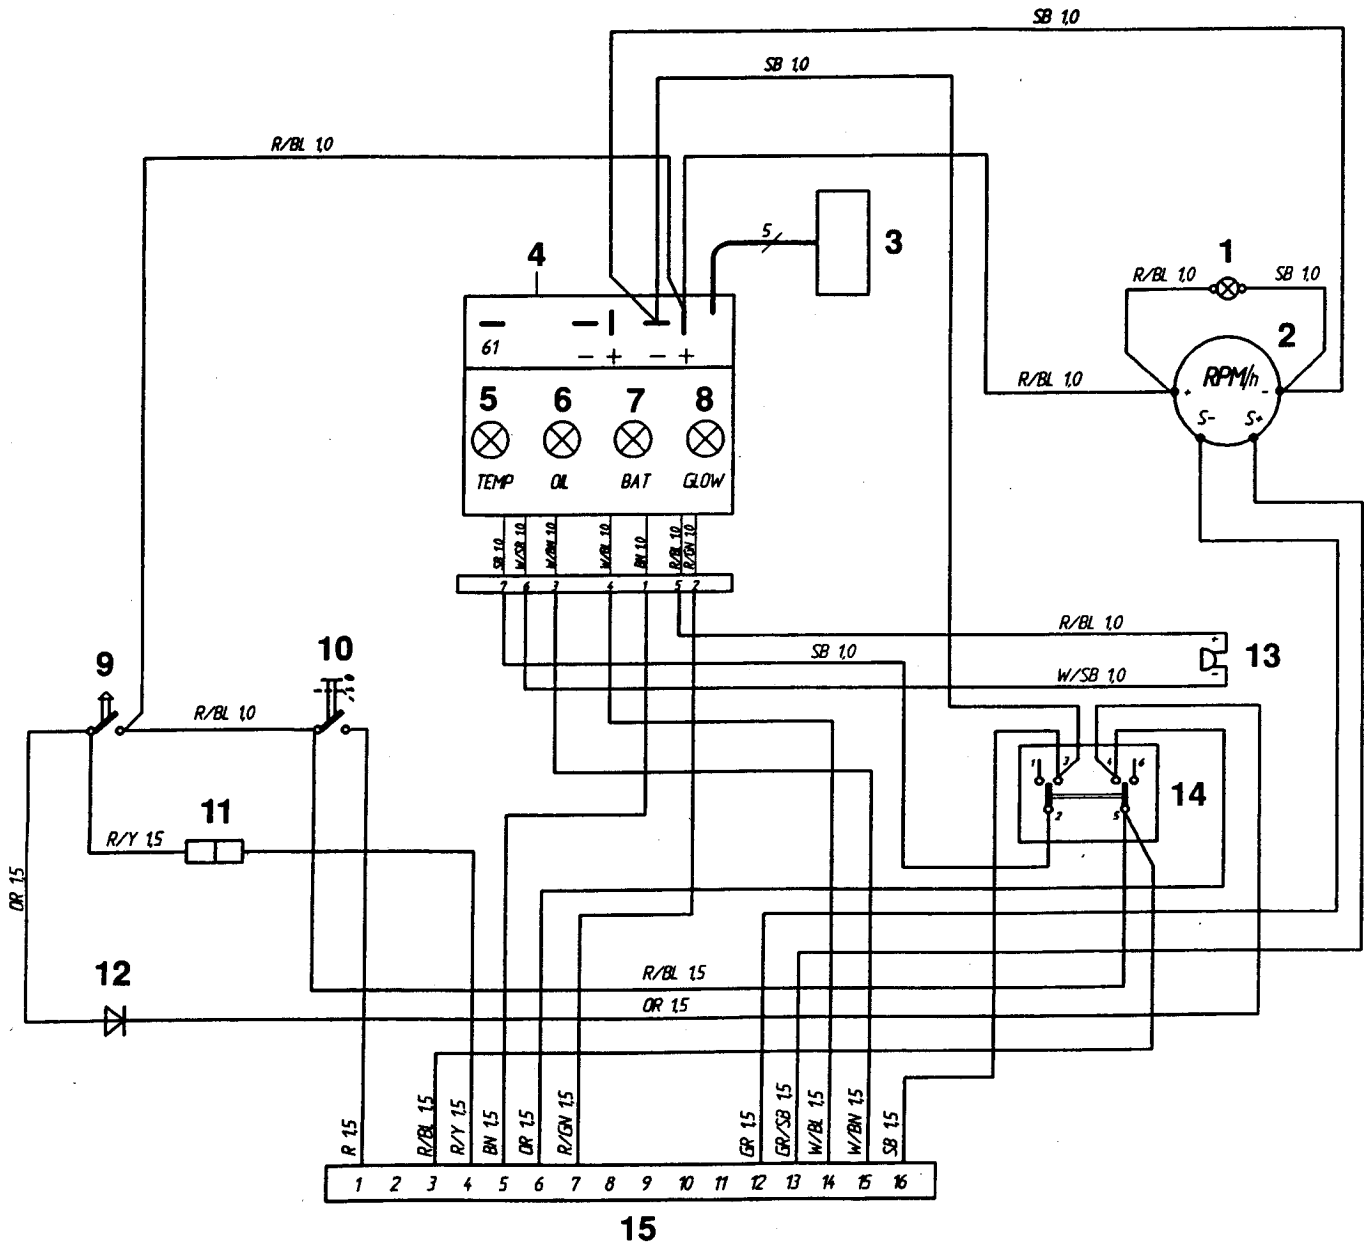 SB 1,0
SB 1,0
R/BL 1,0
5
3
4
1
R/BL 1,0
SB 1,0
2
61
- + - +
R/BL 1,0
RPM/h
+ -
S- S+
5 6 7 8
TEMP OIL BAT GLOW
SB 1.0
W/SB 1.0
W/BN 1.0
W/BL 1.0
BN 1.0
R/BL 1.0
R/GN 1.0
7 6 3 4 1 5 2
R/BL 1,0
+
-
13
SB 1,0
W/SB 1,0
9
10
R/BL 1,0
1 3 4 6
2 5
14
11
R/Y 1,5
OR 1,5
12
R/BL 1,5
OR 1,5
R 1,5
R/BL 1,5
R/Y 1,5
BN 1,5
OR 1,5
R/GN 1,5
GR 1,5
GR/SB 1,5
W/BL 1,5
W/BN 1,5
SB 1,5
1 2 3 4 5 6 7 8 9 10 11 12 13 14 15 16
15